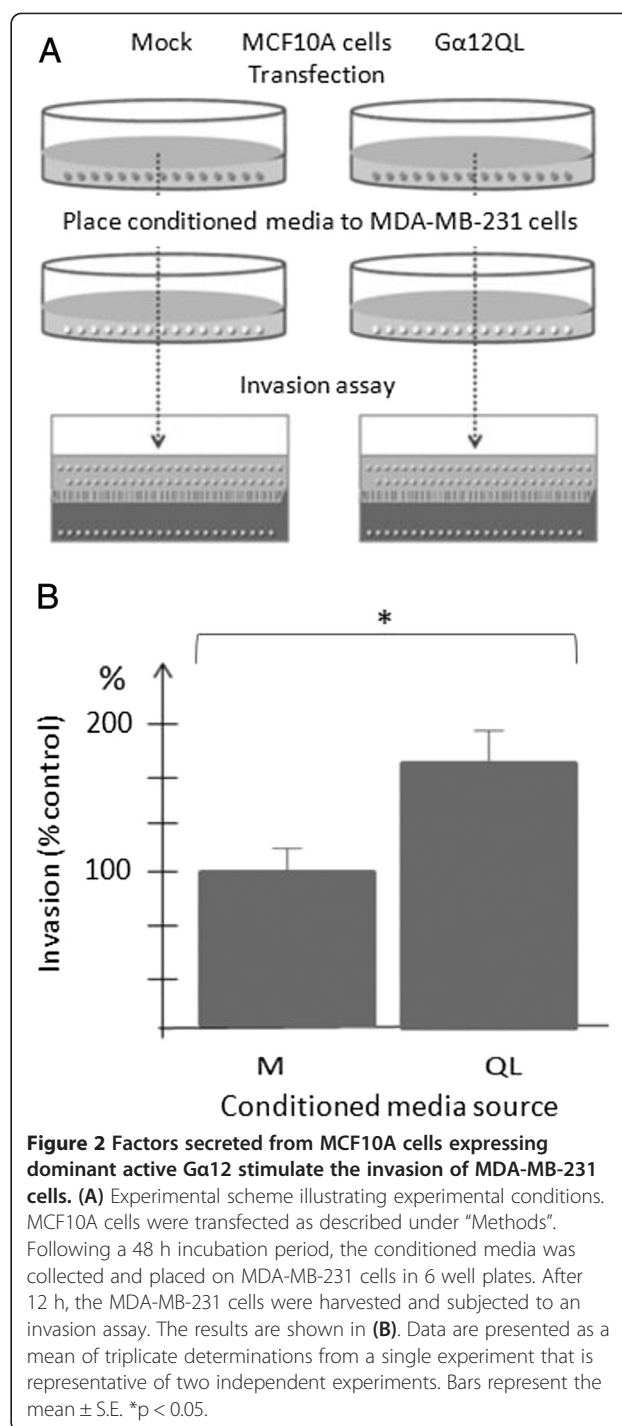 A
Mock MCF10A cells Gα12QL
Transfection
Place conditioned media to MDA-MB-231 cells
Invasion assay
B
*
%
200
100
Invasion (% control)
M QL
Conditioned media source
Figure 2 Factors secreted from MCF10A cells expressing
dominant active Gα12 stimulate the invasion of MDA-MB-231
cells. (A) Experimental scheme illustrating experimental conditions.
MCF10A cells were transfected as described under “Methods”.
Following a 48 h incubation period, the conditioned media was
collected and placed on MDA-MB-231 cells in 6 well plates. After
12 h, the MDA-MB-231 cells were harvested and subjected to an
invasion assay. The results are shown in (B). Data are presented as a
mean of triplicate determinations from a single experiment that is
representative of two independent experiments. Bars represent the
mean ± S.E. *p < 0.05.